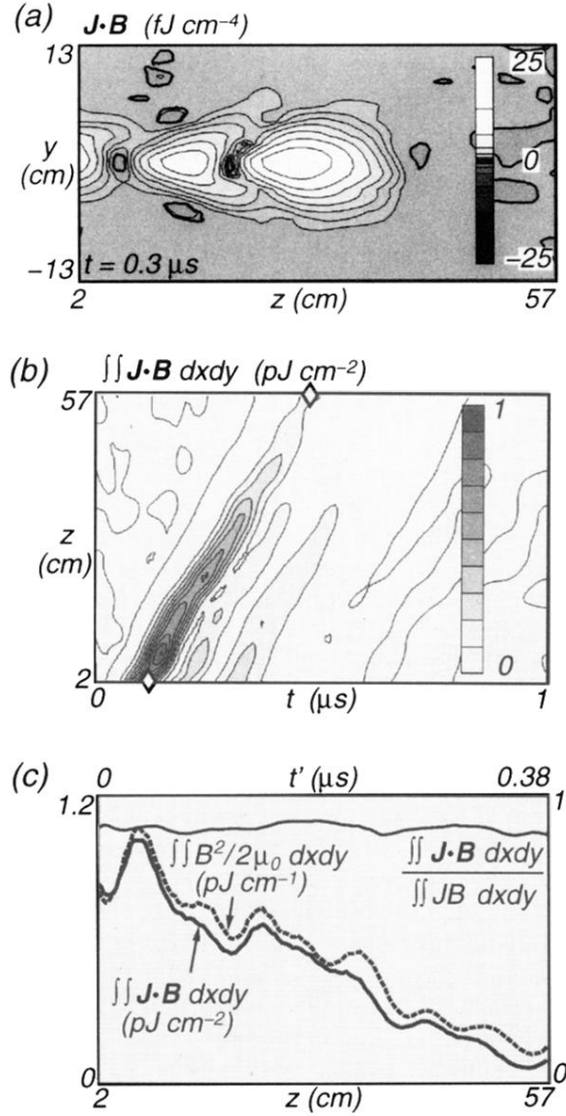 (a) J·B (fJ cm⁻⁴)
13
25
y
(cm)
0
-13
t = 0.3 μs
-25
2
z (cm)
57
(b) ∫∫ J·B dxdy (pJ cm⁻²)
57
1
z
(cm)
2
0
0
t (μs)
1
(c)
0
t' (μs)
0.38
1.2
1
∫∫ B²/2μ₀ dxdy
(pJ cm⁻¹)
∫∫ J·B dxdy
∫∫ JB dxdy
∫∫ J·B dxdy
(pJ cm⁻²)
0
0
2
z (cm)
57